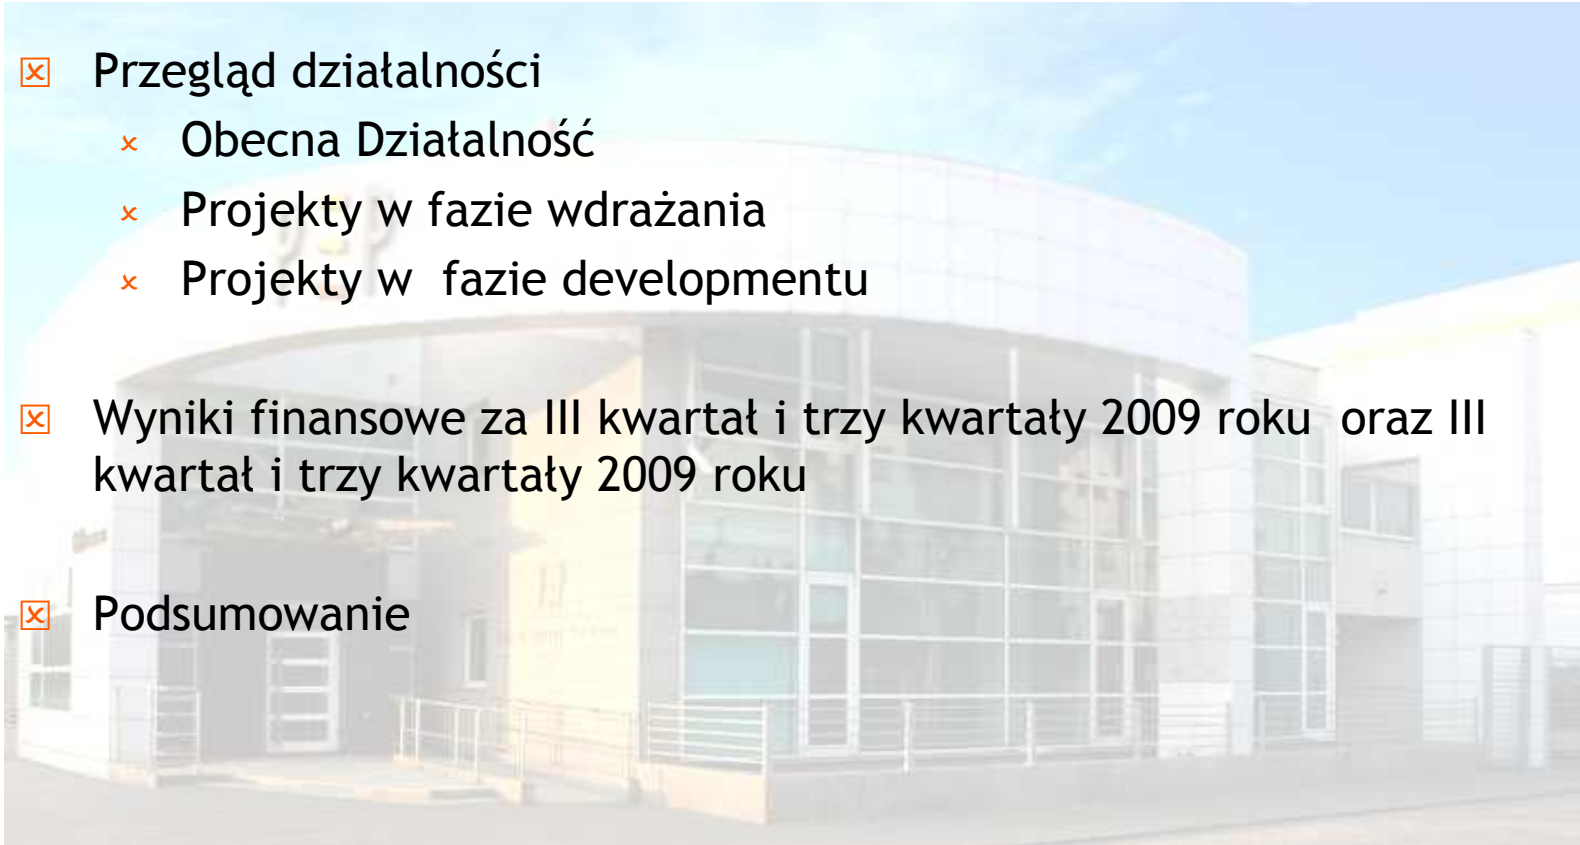 Przegląd działalności
Obecna Działalność
Projekty w fazie wdrażania
Projekty w  fazie developmentu
Wyniki finansowe za III kwartał i trzy kwartały 2009 roku  oraz III
kwartał i trzy kwartały 2009 roku
Podsumowanie